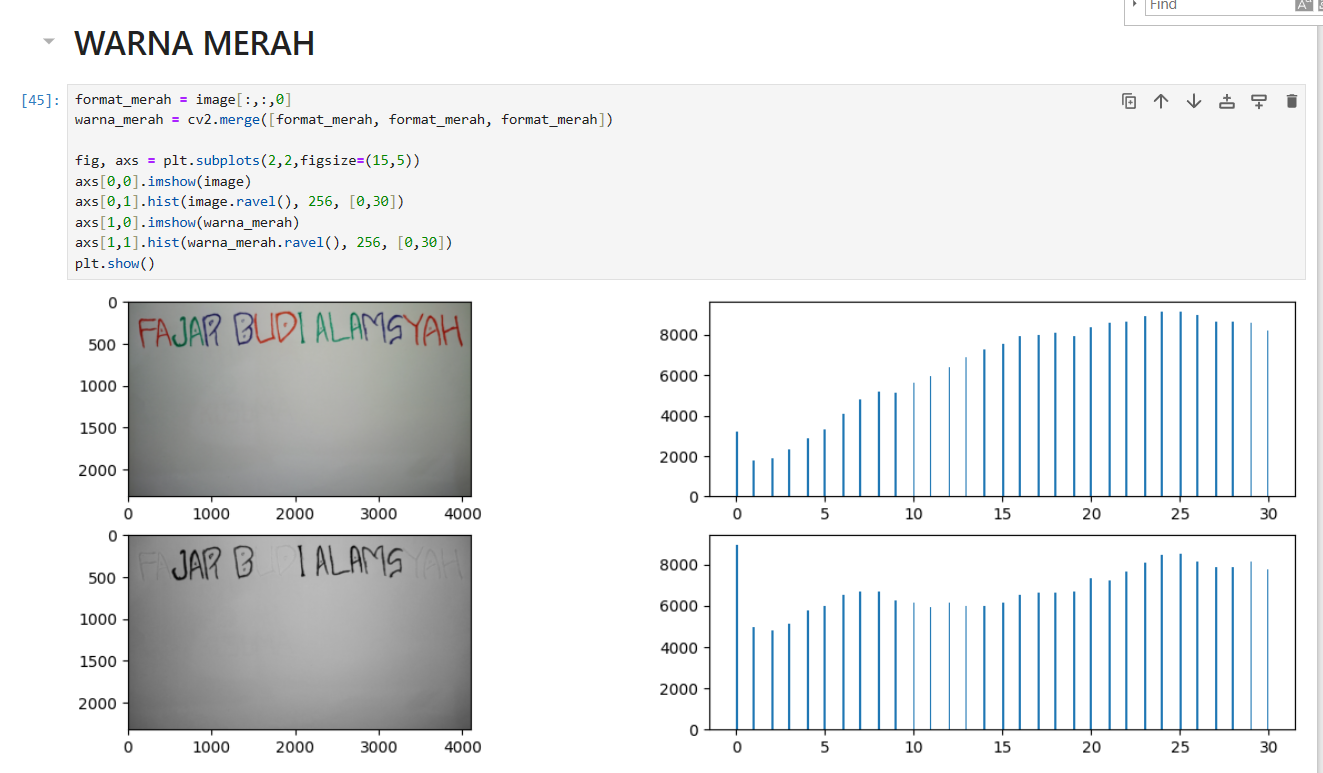 Find
WARNA MERAH
[45]:
format_merah = image[:,:,0]
warna_merah = cv2.merge([format_merah, format_merah, format_merah])
fig, axs = plt.subplots(2,2,figsize=(15,5))
axs[0,0].imshow(image)
axs[0,1].hist(image.ravel(), 256, [0,30])
axs[1,0].imshow(warna_merah)
axs[1,1].hist(warna_merah.ravel(), 256, [0,30])
plt.show()
0
500
1000
1500
2000
FAJAR BUDI ALAMSYAH
0 1000 2000 3000 4000
8000
6000
4000
2000
0
0 5 10 15 20 25 30
0
500
1000
1500
2000
FAJAR BUDI ALAMSYAH
0 1000 2000 3000 4000
8000
6000
4000
2000
0
0 5 10 15 20 25 30